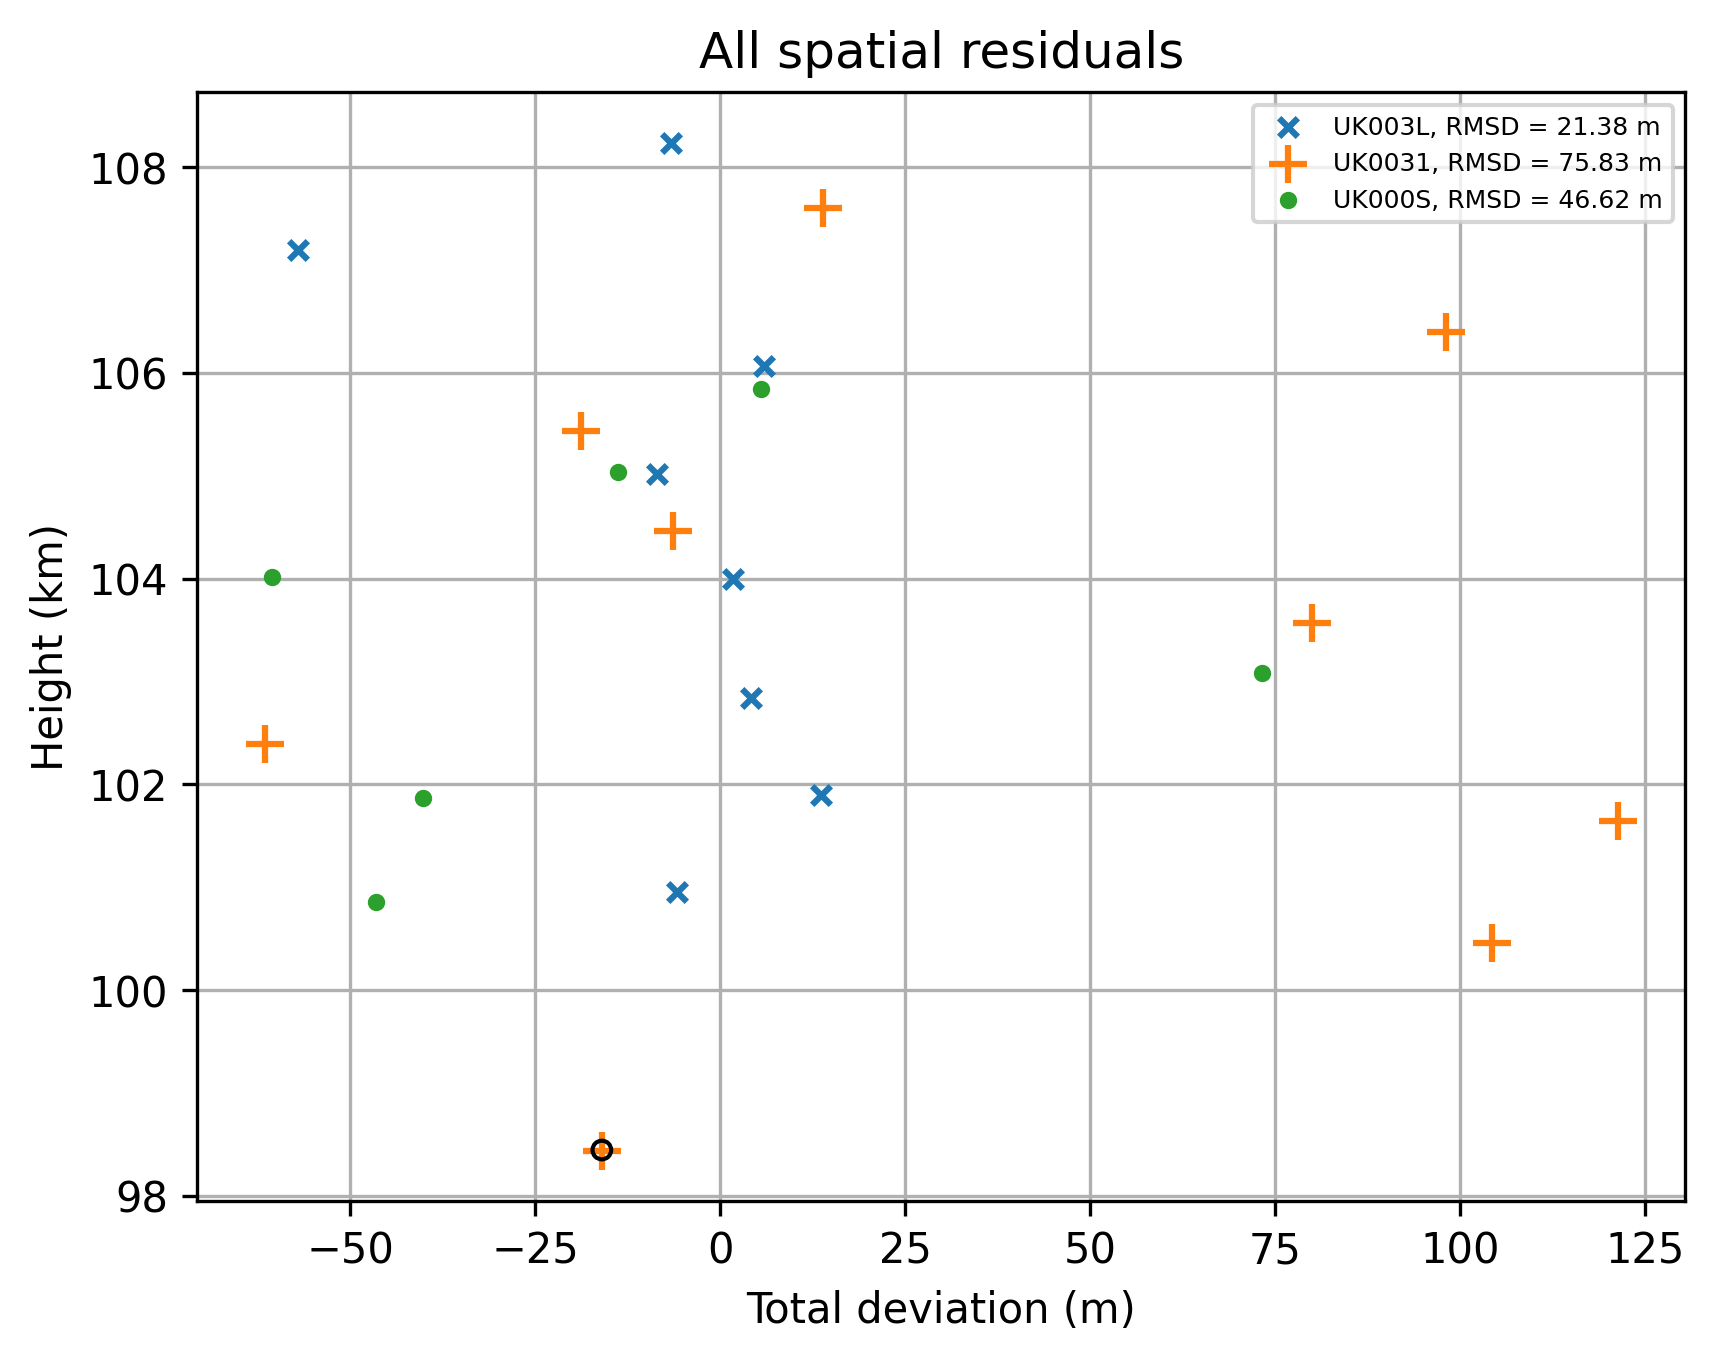 All spatial residuals
UK003L, RMSD = 21.38 m
UK0031, RMSD = 75.83 m
UK000S, RMSD = 46.62 m
Height (km)
108
106
104
102
100
98
−50 −25 0 25 50 75 100 125
Total deviation (m)